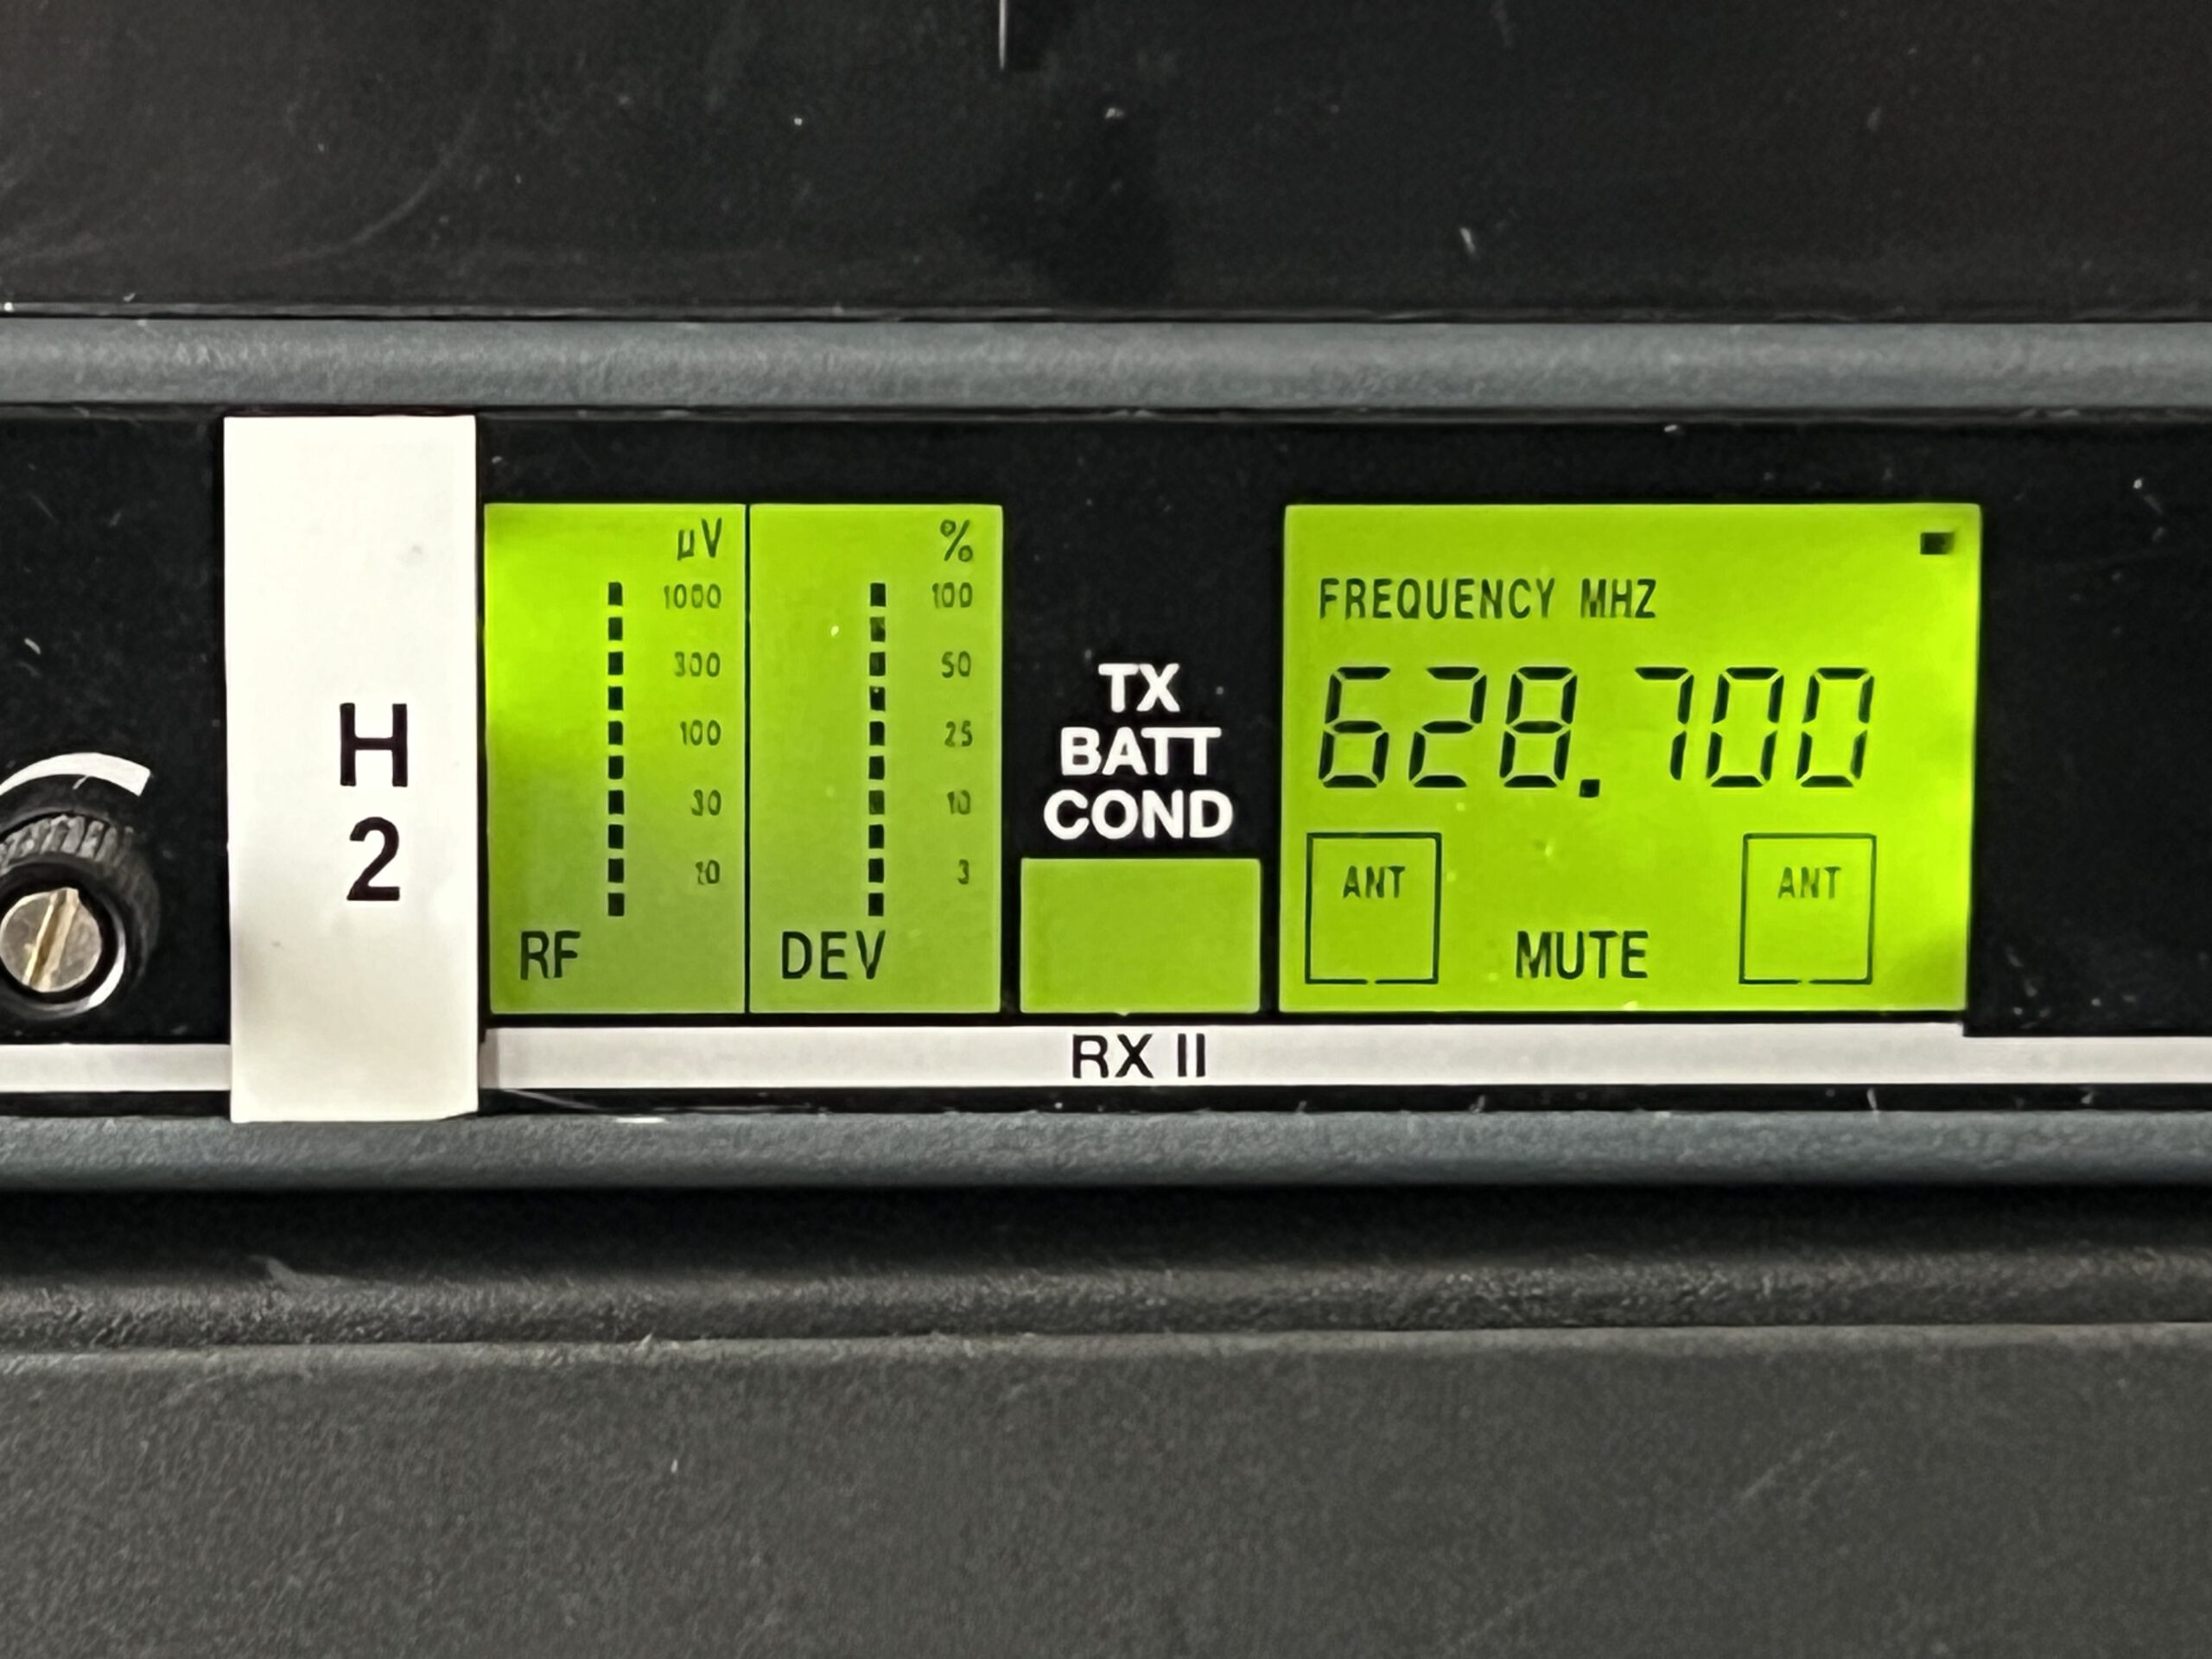 H
2
µV
1000
300
100
30
10
RF
%
100
50
25
10
3
DEV
TX
BATT
COND
FREQUENCY MHZ
628.700
ANT
ANT
MUTE
RX II